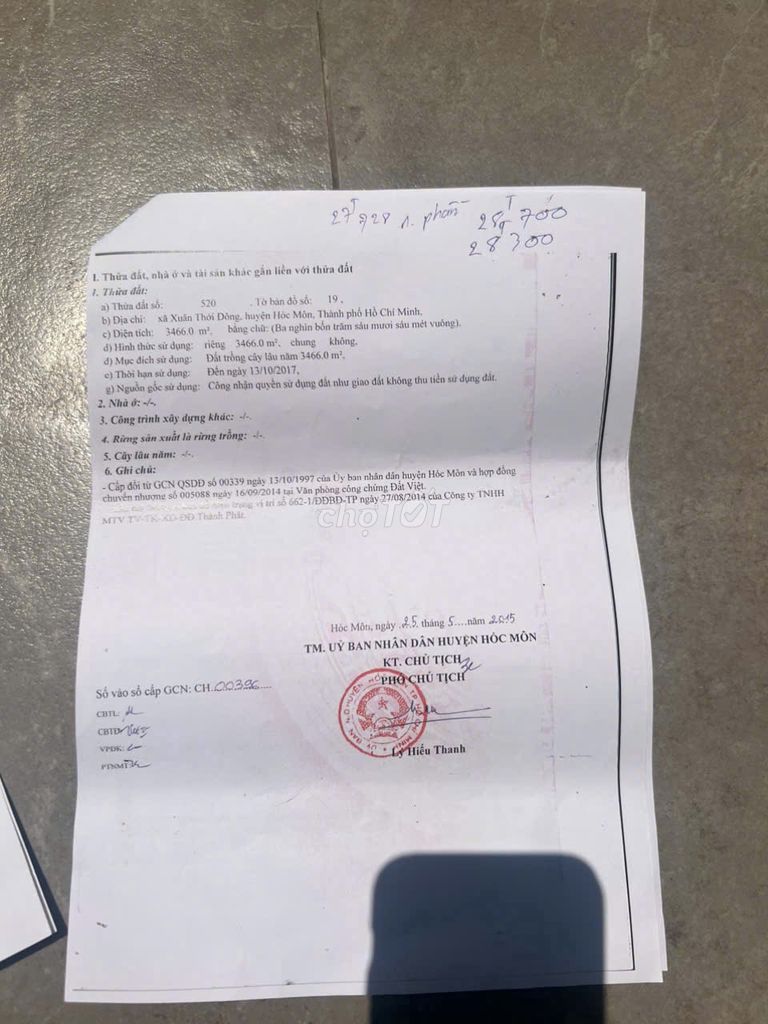 27T928 n. phần 25T 700
28T 300
I. Thửa đất, nhà ở và tài sản khác gắn liền với thửa đất
1. Thửa đất:
a) Thửa đất số: 520 . Tờ bản đồ số: 19 ,
b) Địa chỉ: xã Xuân Thới Đông, huyện Hóc Môn, Thành phố Hồ Chí Minh,
c) Diện tích: 3466.0 m², bằng chữ: (Ba nghìn bốn trăm sáu mươi sáu mét vuông).
d) Hình thức sử dụng: riêng 3466.0 m², chung không,
đ) Mục đích sử dụng: Đất trồng cây lâu năm 3466.0 m²,
e) Thời hạn sử dụng: Đến ngày 13/10/2017,
g) Nguồn gốc sử dụng: Công nhận quyền sử dụng đất như giao đất không thu tiền sử dụng đất.
2. Nhà ở: -/-.
3. Công trình xây dựng khác: -/-.
4. Rừng sản xuất là rừng trồng: -/-.
5. Cây lâu năm: -/-.
6. Ghi chú:
- Cấp đổi từ GCN QSDĐ số 00339 ngày 13/10/1997 của Ủy ban nhân dân huyện Hóc Môn và hợp đồng
chuyển nhượng số 005088 ngày 16/09/2014 tại Văn phòng công chứng Đất Việt.
vị trí số 662-1/ĐĐBĐ-TP ngày 27/08/2014 của Công ty TNHH
MTV TV-TK-XD-ĐĐ Thành Phát.
choTỐT
Hóc Môn, ngày 25 tháng 5 năm 2015
TM. UỶ BAN NHÂN DÂN HUYỆN HÓC MÔN
KT. CHỦ TỊCH
PHÓ CHỦ TỊCH
Số vào sổ cấp GCN: CH 00396
CBTL:
CBTĐ:
VPĐK:
PTNMT:
Lý Hiếu Thanh